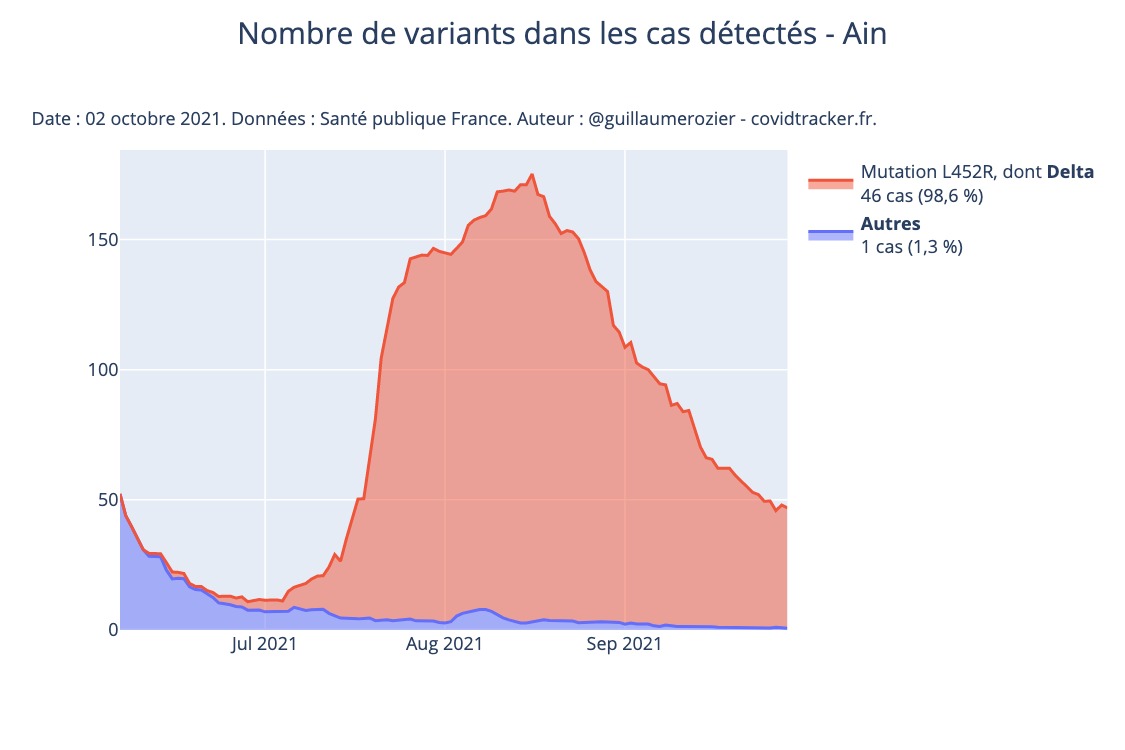 Nombre de variants dans les cas détectés - Ain
Date : 02 octobre 2021. Données : Santé publique France. Auteur : @guillaumerozier - covidtracker.fr.
Mutation L452R, dont Delta
46 cas (98,6 %)
Autres
1 cas (1,3 %)
150
100
50
0
Jul 2021
Aug 2021
Sep 2021